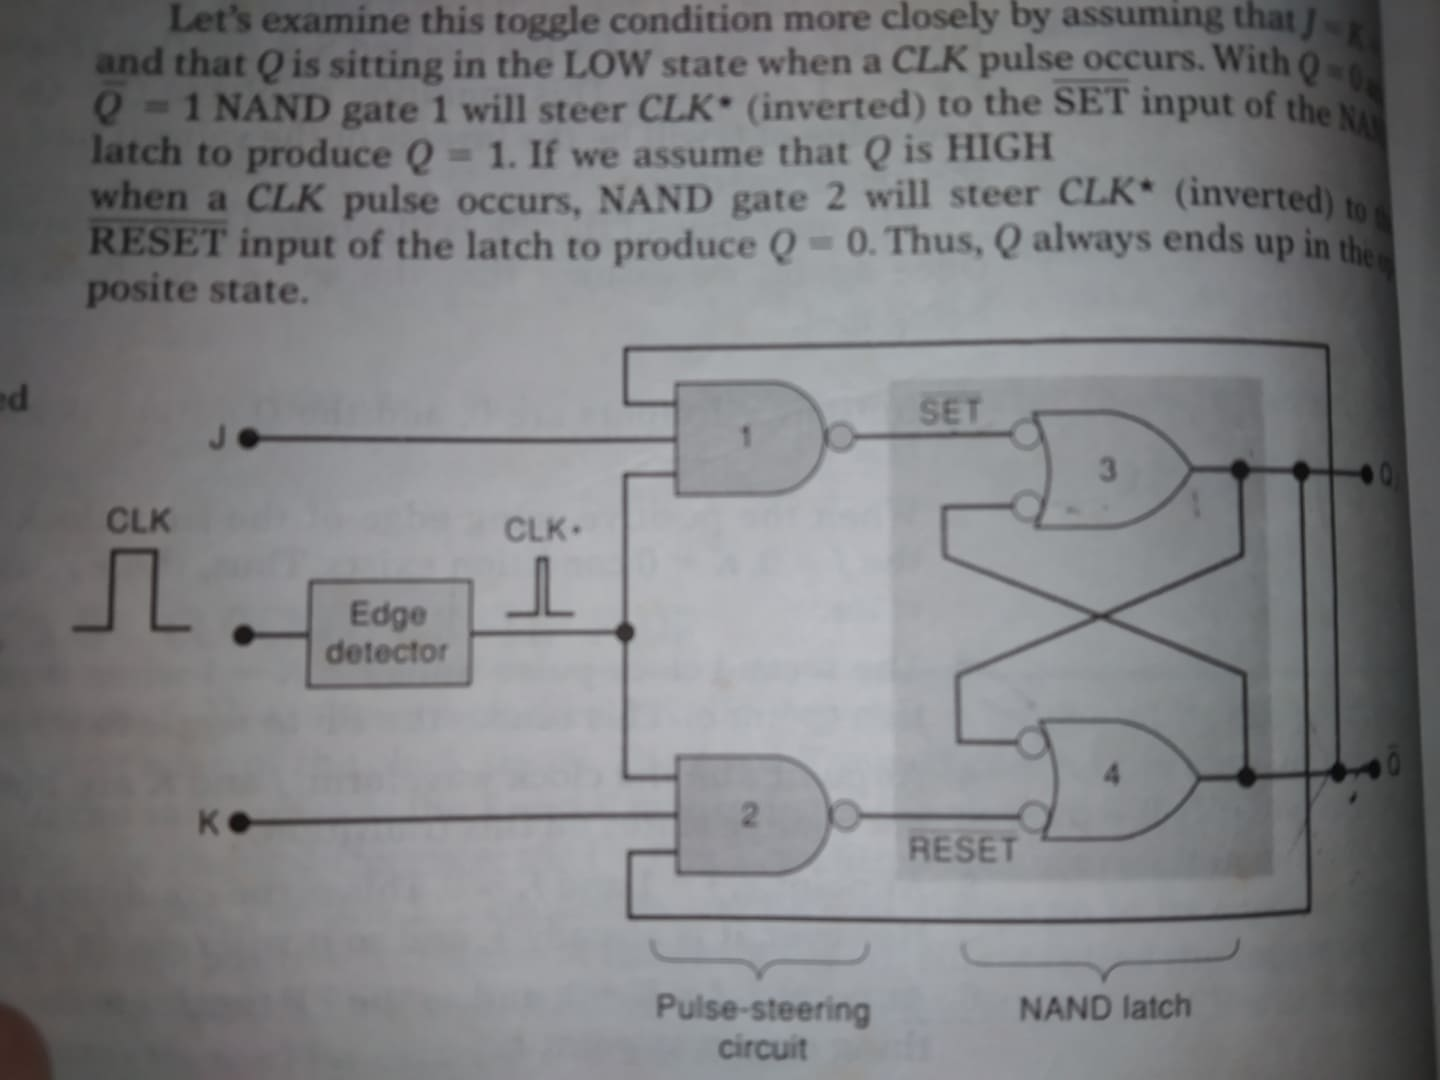 Let's examine this toggle condition more closely by assuming that J = K
and that Q is sitting in the LOW state when a CLK pulse occurs. With Q = 0
Q̅ = 1 NAND gate 1 will steer CLK* (inverted) to the S̅E̅T̅ input of the
latch to produce Q = 1. If we assume that Q is HIGH
when a CLK pulse occurs, NAND gate 2 will steer CLK* (inverted) to
R̅E̅S̅E̅T̅ input of the latch to produce Q = 0. Thus, Q always ends up in the
posite state.
ed
S̅E̅T̅
J
1
3
Q
CLK
CLK*
Edge
detector
4
Q̅
K
2
R̅E̅S̅E̅T̅
Pulse-steering
circuit
NAND latch